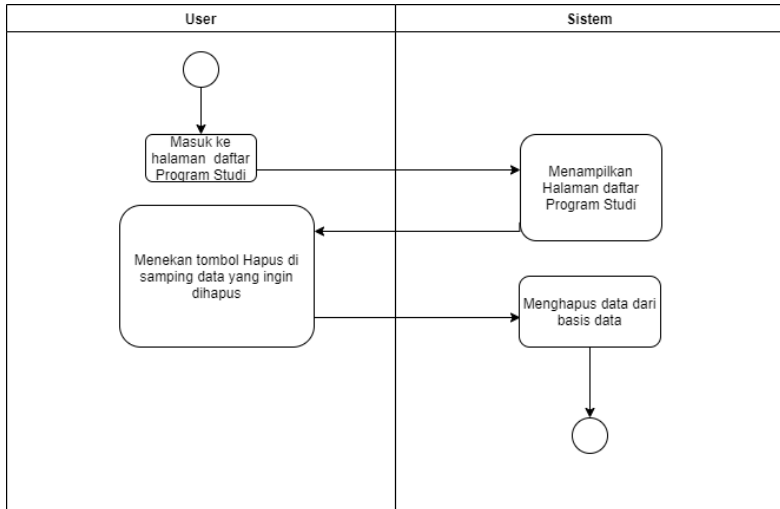 User
Sistem
Masuk ke
halaman daftar
Program Studi
Menampilkan
Halaman daftar
Program Studi
Menekan tombol Hapus di
samping data yang ingin
dihapus
Menghapus data dari
basis data